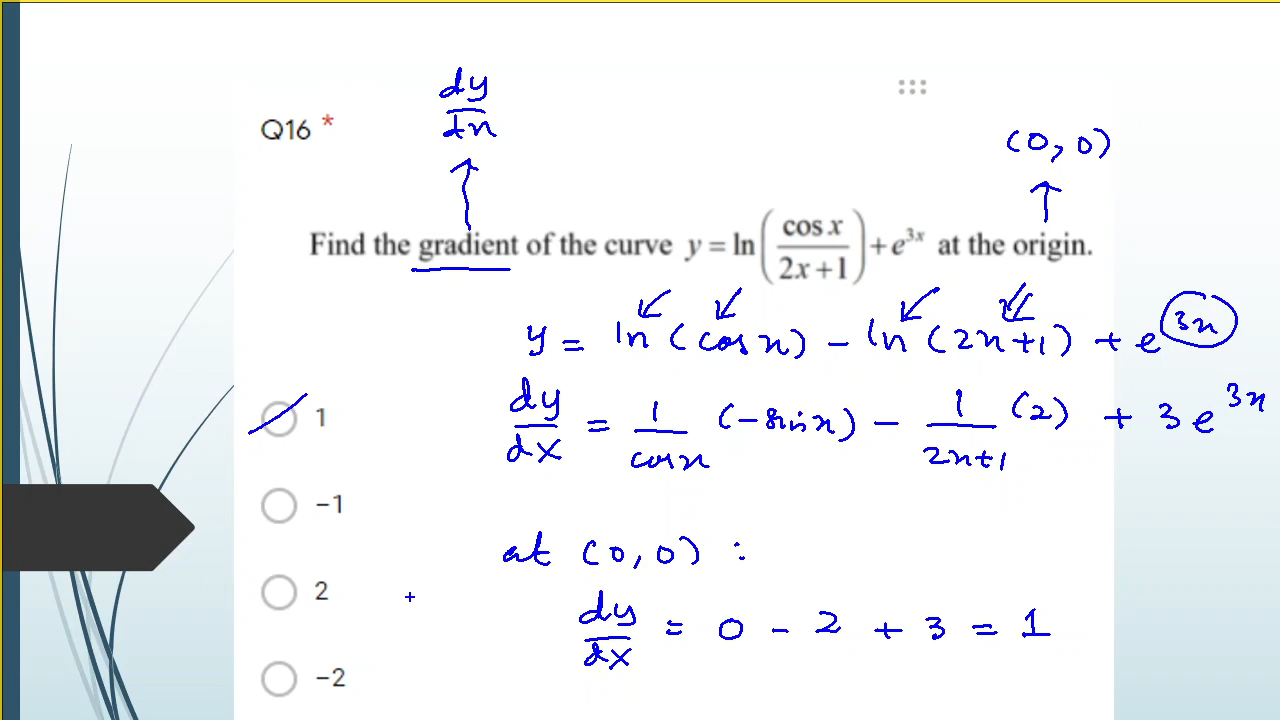 dy/dx
Q16 *
(0, 0)
Find the gradient of the curve y = ln(cos x / 2x + 1) + e^3x at the origin.
y = ln (cos x) - ln (2x+1) + e^3x
dy/dx = 1/cos x (-sin x) - 1/2x+1 (2) + 3e^3x
1
-1
at (0, 0) :
2
dy/dx = 0 - 2 + 3 = 1
-2